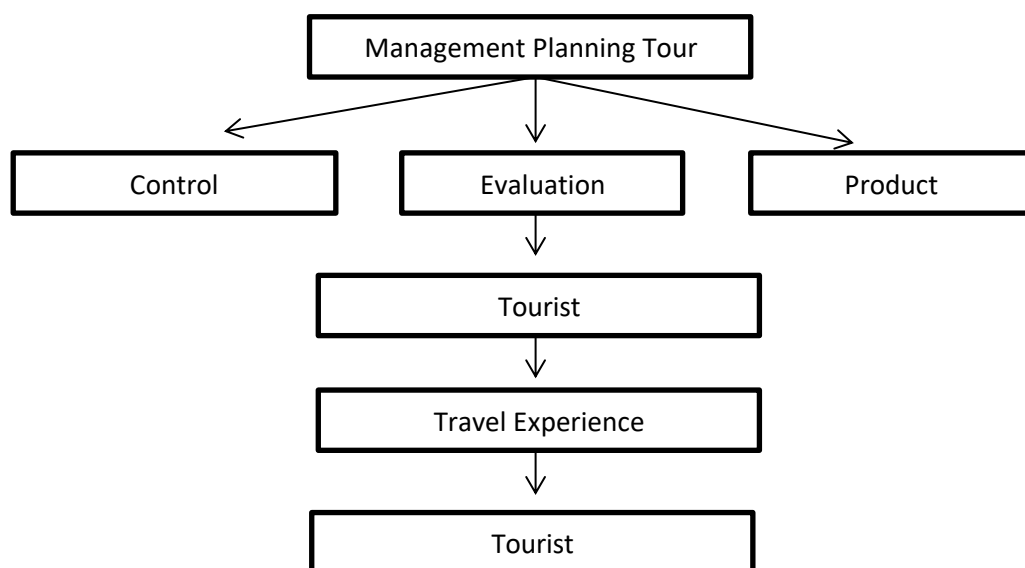 Management Planning Tour
Control
Evaluation
Product
Tourist
Travel Experience
Tourist